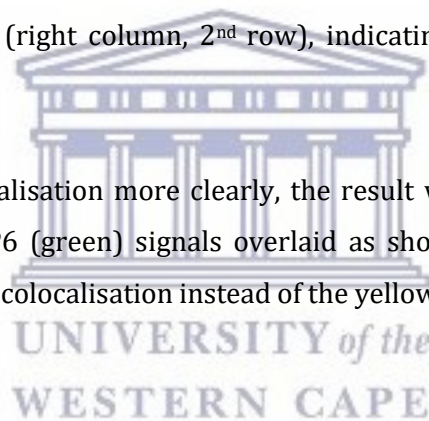 (right column, 2nd row), indicatin
alisation more clearly, the result w
6 (green) signals overlaid as sho
colocalisation instead of the yellow
UNIVERSITY of the
WESTERN CAPE